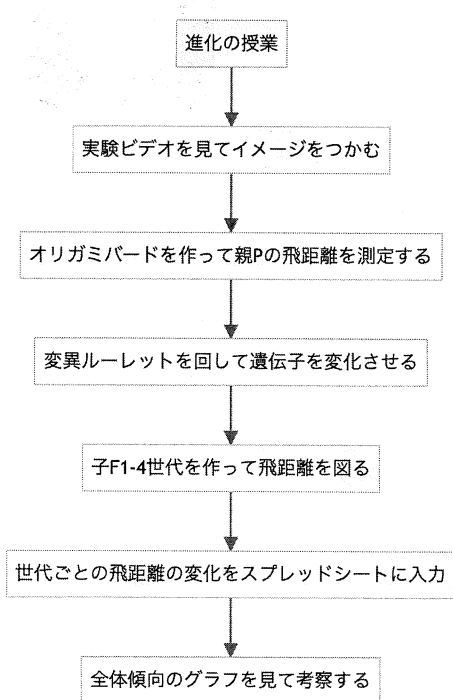 進化の授業
実験ビデオを見てイメージをつかむ
オリガミバードを作って親Pの飛距離を測定する
変異ルーレットを回して遺伝子を変化させる
子F1-4世代を作って飛距離を図る
世代ごとの飛距離の変化をスプレッドシートに入力
全体傾向のグラフを見て考察する